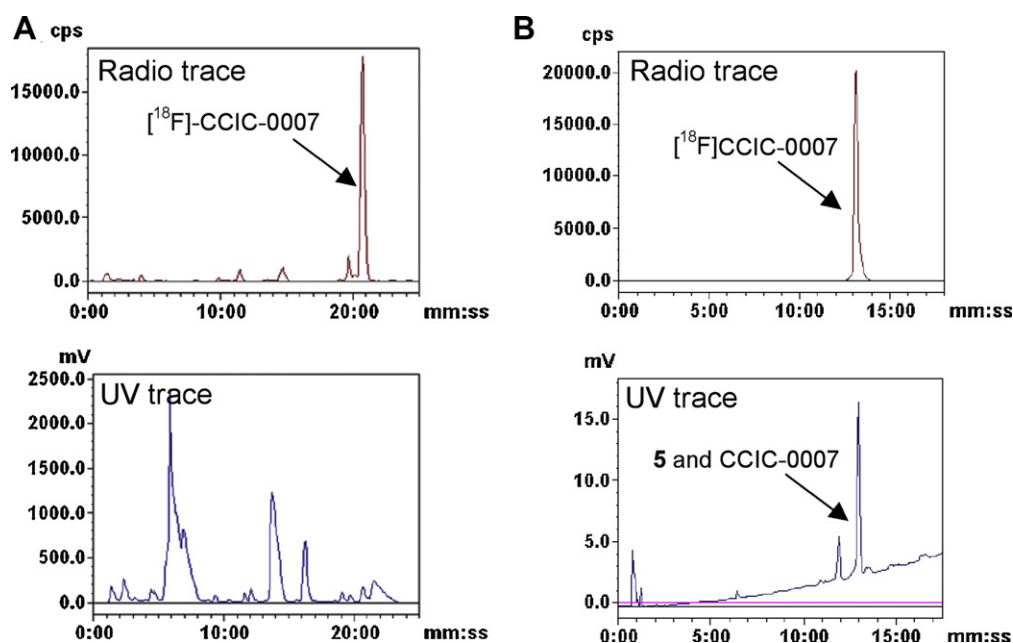 A
cps
Radio trace
15000.0
10000.0
5000.0
0.0
[18F]-CCIC-0007
0:00
10:00
20:00
mm:ss
mV
2500.0
2000.0
1500.0
1000.0
500.0
0.0
UV trace
0:00
10:00
20:00
mm:ss
B
cps
Radio trace
20000.0
15000.0
10000.0
5000.0
0.0
[18F]CCIC-0007
0:00
5:00
10:00
15:00
mm:ss
mV
15.0
10.0
5.0
0.0
UV trace
5 and CCIC-0007
0:00
5:00
10:00
15:00
mm:ss